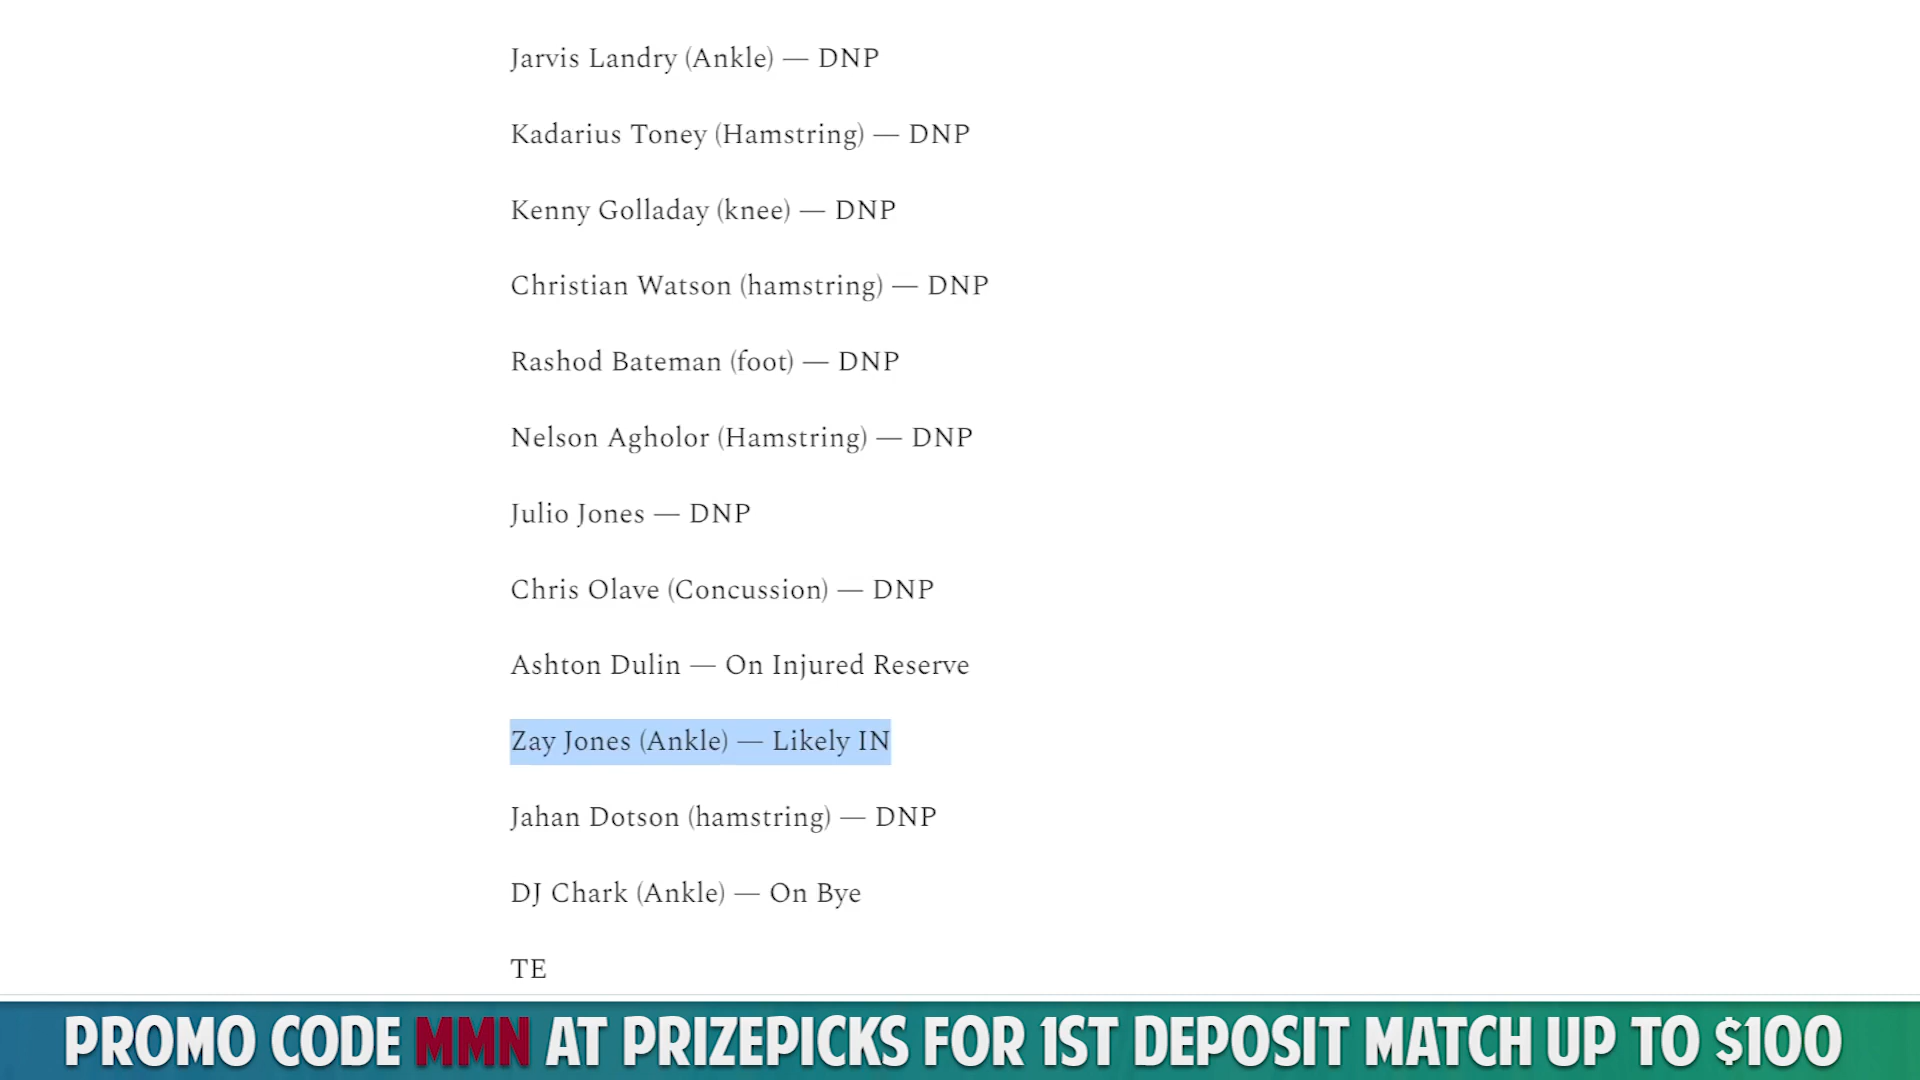 Jarvis Landry (Ankle) — DNP
Kadarius Toney (Hamstring) — DNP
Kenny Golladay (knee) — DNP
Christian Watson (hamstring) — DNP
Rashod Bateman (foot) — DNP
Nelson Agholor (Hamstring) — DNP
Julio Jones — DNP
Chris Olave (Concussion) — DNP
Ashton Dulin — On Injured Reserve
Zay Jones (Ankle) — Likely IN
Jahan Dotson (hamstring) — DNP
DJ Chark (Ankle) — On Bye
TE
PROMO CODE MMN AT PRIZEPICKS FOR 1ST DEPOSIT MATCH UP TO $100